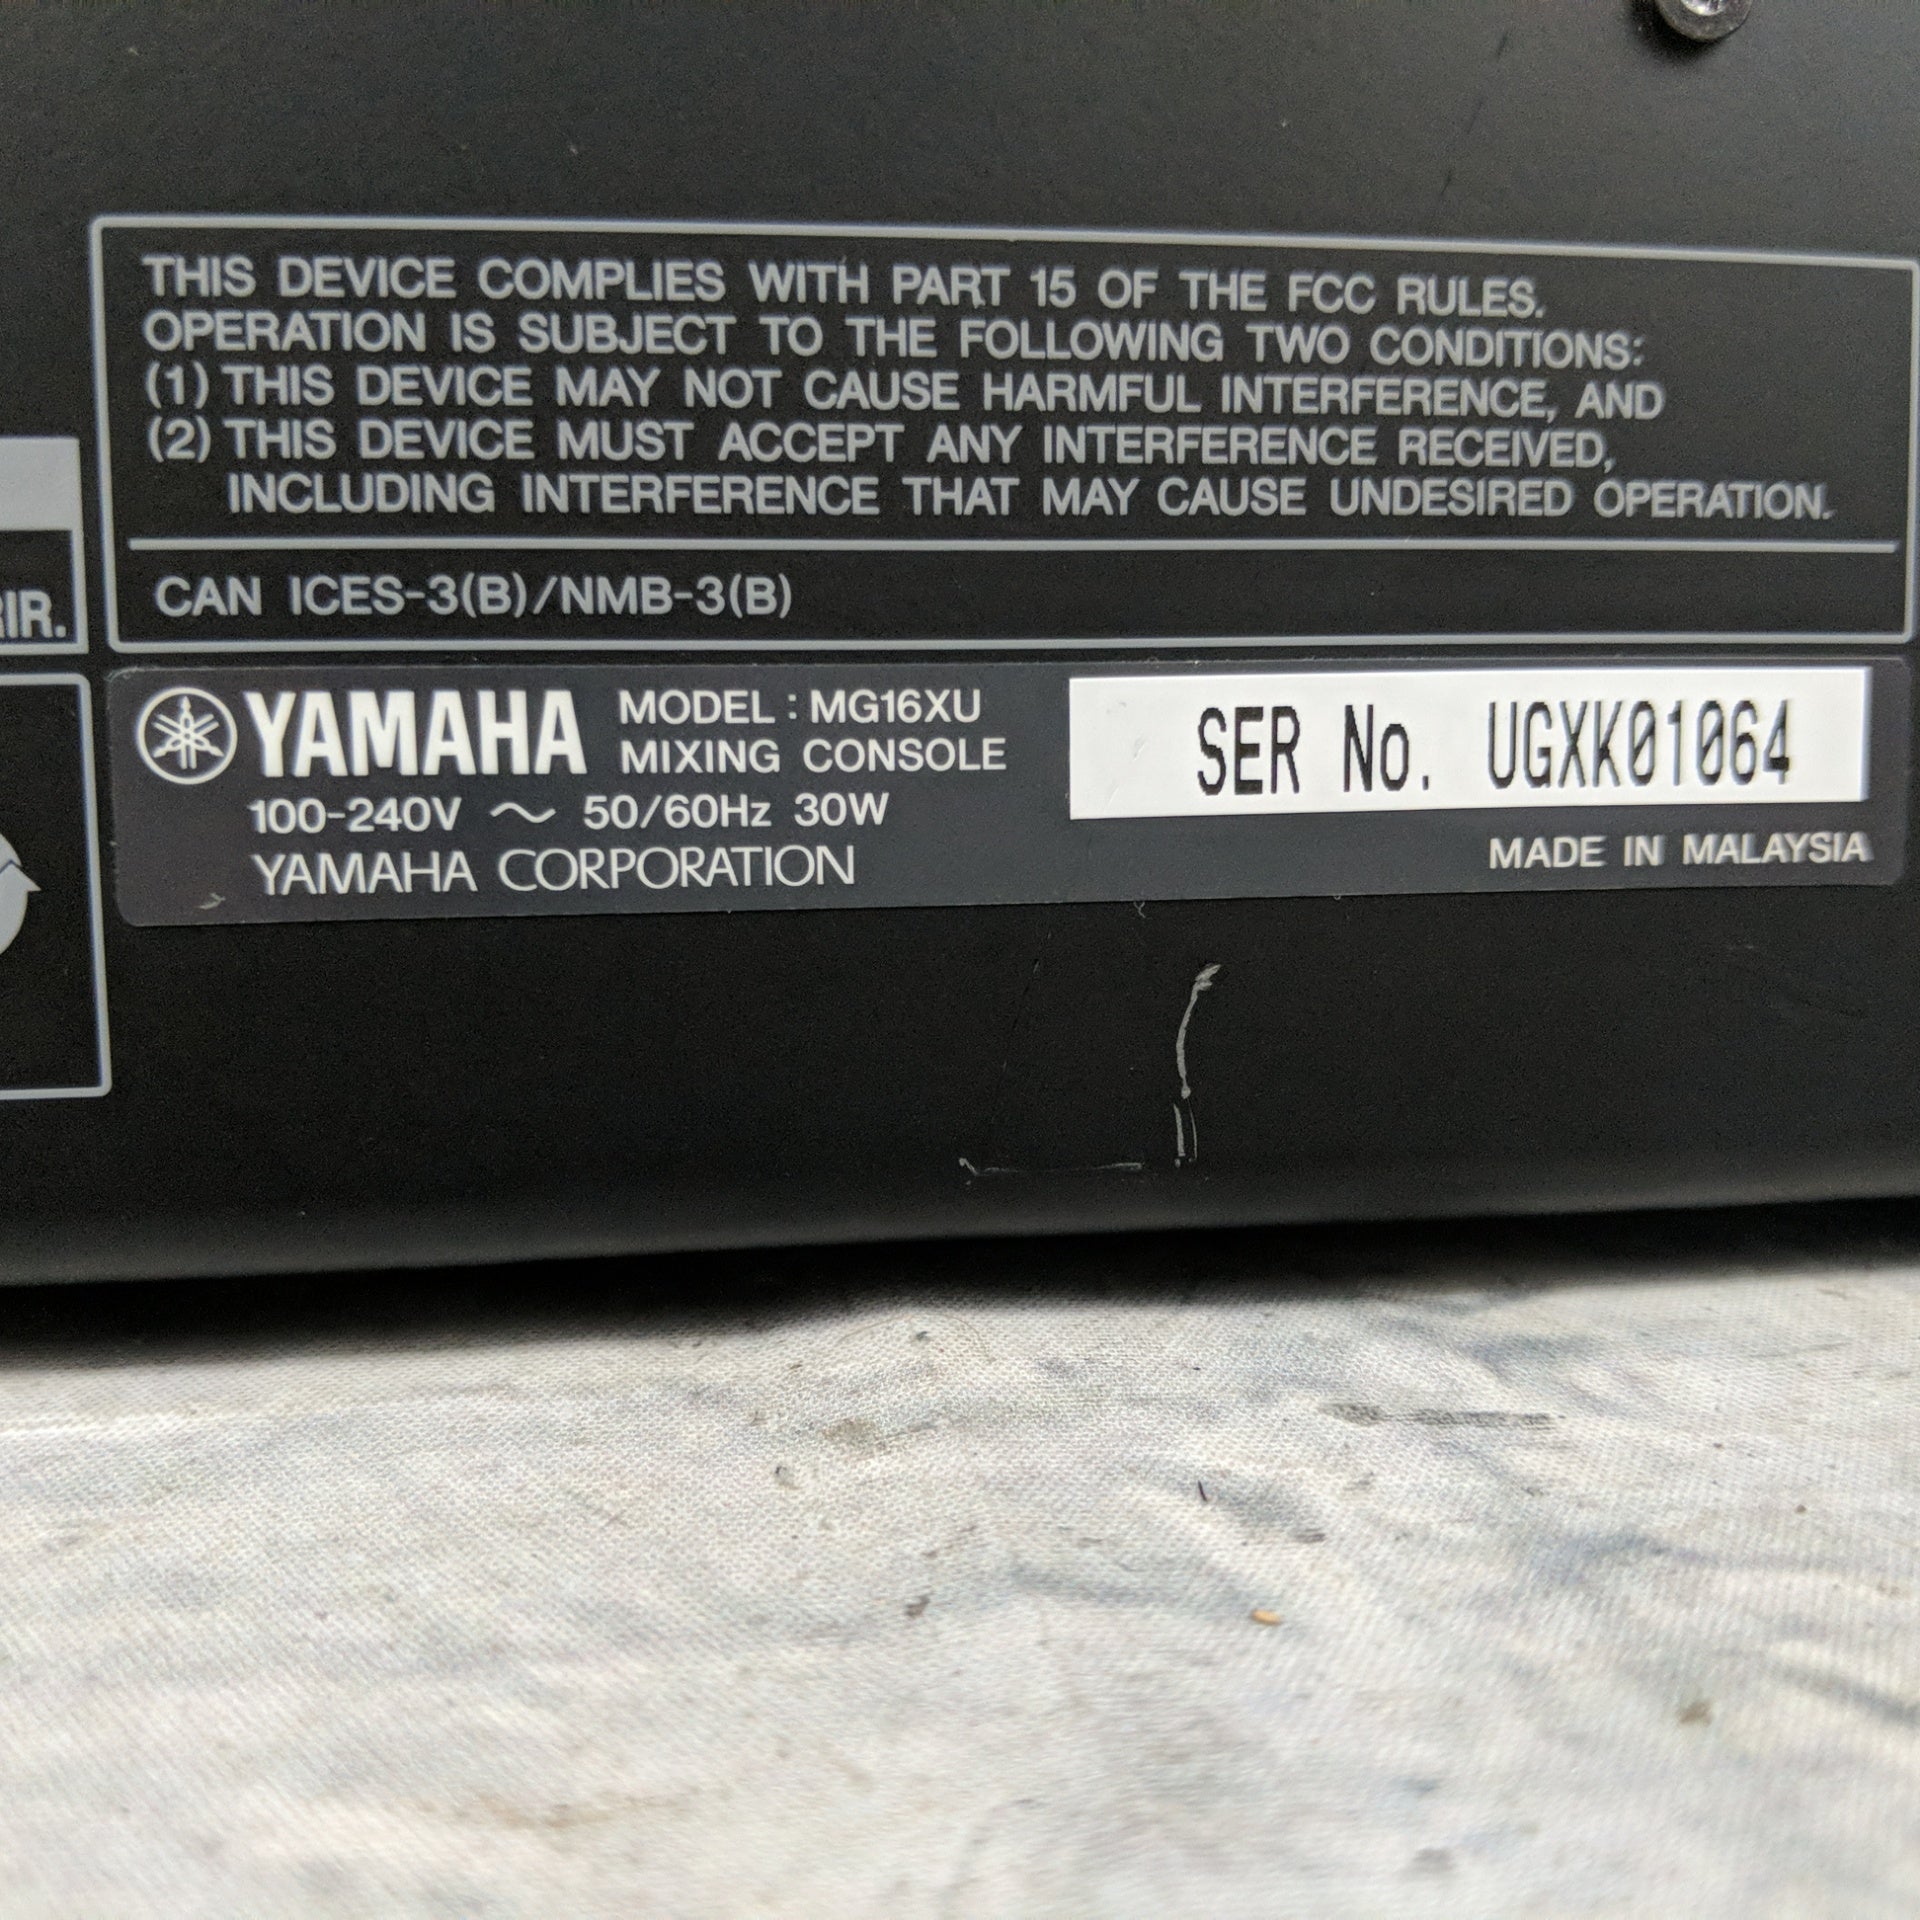 THIS DEVICE COMPLIES WITH PART 15 OF THE FCC RULES.
OPERATION IS SUBJECT TO THE FOLLOWING TWO CONDITIONS:
(1) THIS DEVICE MAY NOT CAUSE HARMFUL INTERFERENCE, AND
(2) THIS DEVICE MUST ACCEPT ANY INTERFERENCE RECEIVED,
INCLUDING INTERFERENCE THAT MAY CAUSE UNDESIRED OPERATION.
CAN ICES-3(B)/NMB-3(B)
YAMAHA MODEL : MG16XU
MIXING CONSOLE
SER No. UGXK01064
100-240V ~ 50/60Hz 30W
YAMAHA CORPORATION
MADE IN MALAYSIA